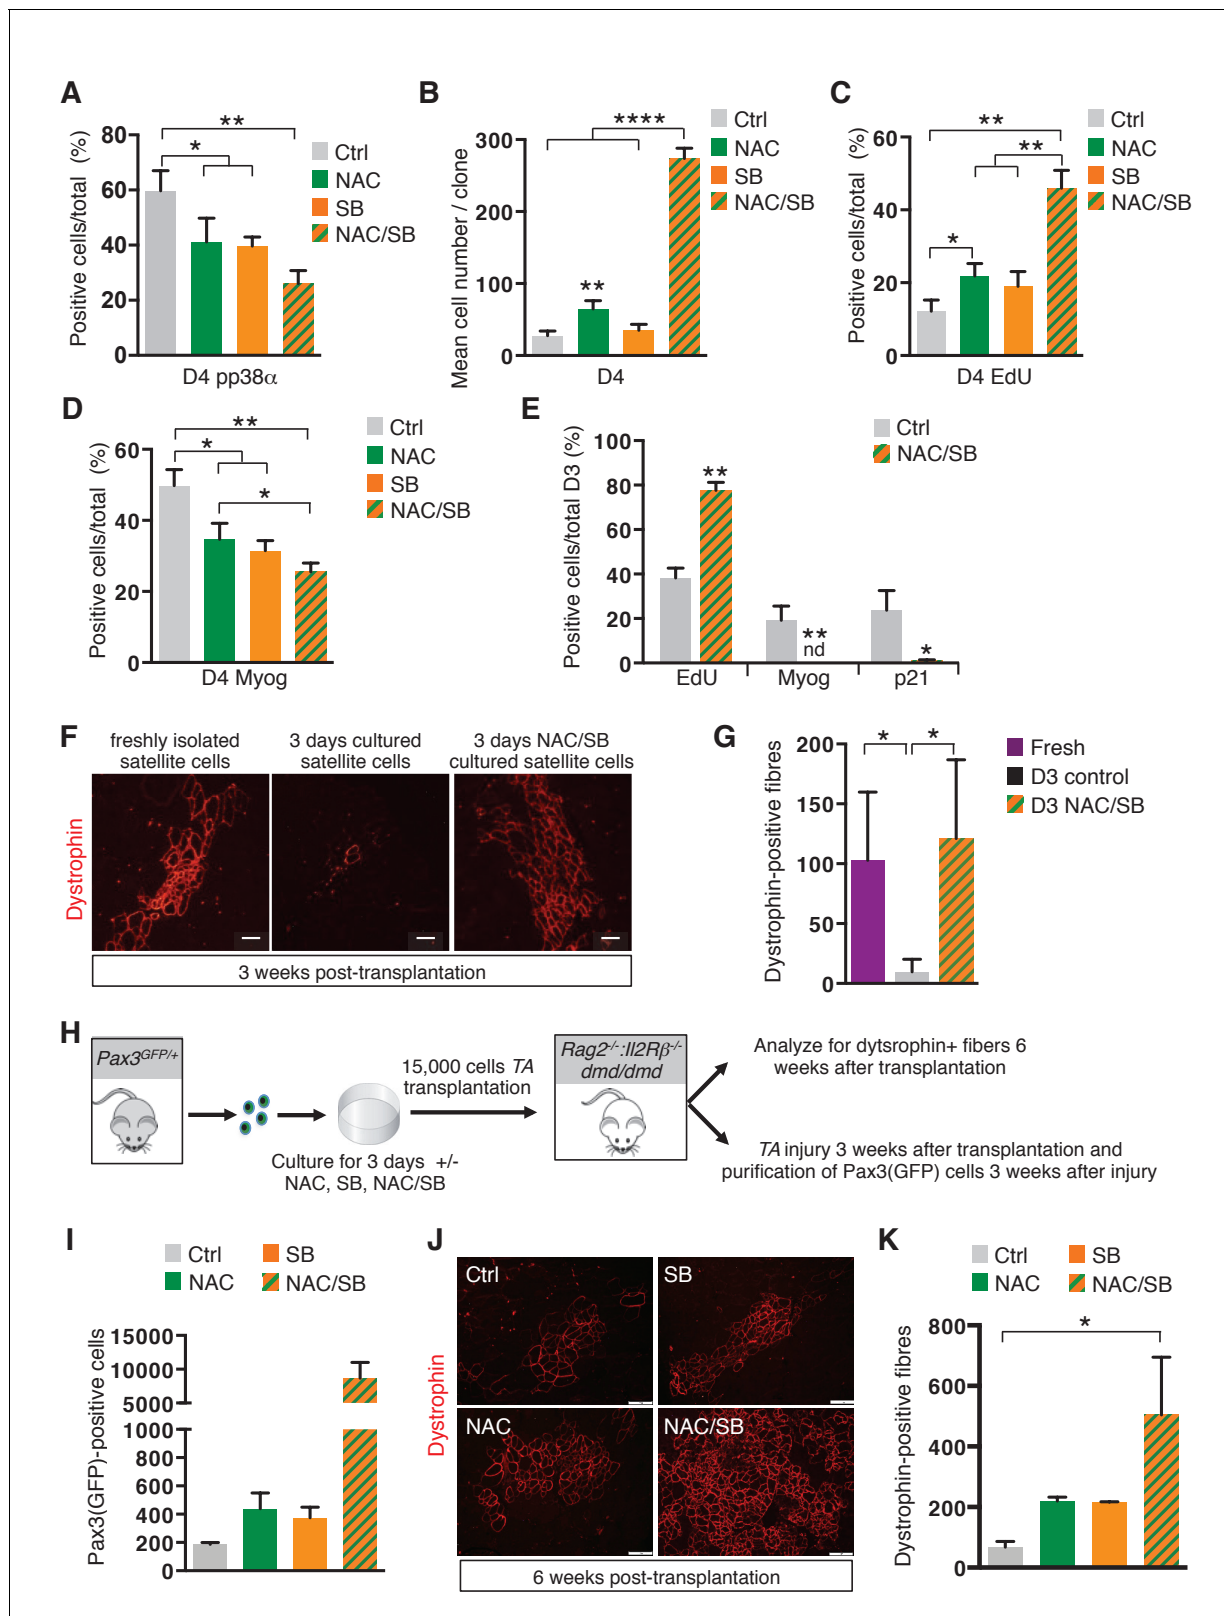 A
Positive cells/total (%)
80
60
40
20
0
**
*
Ctrl
NAC
SB
NAC/SB
D4 pp38α
B
Mean cell number / clone
300
200
100
0
****
**
Ctrl
NAC
SB
NAC/SB
D4
C
Positive cells/total (%)
60
40
20
0
**
**
*
Ctrl
NAC
SB
NAC/SB
D4 EdU
D
Positive cells/total (%)
60
40
20
0
**
*
*
Ctrl
NAC
SB
NAC/SB
D4 Myog
E
Positive cells/total D3 (%)
100
80
60
40
20
0
**
**
nd
*
Ctrl
NAC/SB
EdU Myog p21
F
freshly isolated
satellite cells
3 days cultured
satellite cells
3 days NAC/SB
cultured satellite cells
Dystrophin
3 weeks post-transplantation
G
Dystrophin-positive fibres
200
150
100
50
0
* *
Fresh
D3 control
D3 NAC/SB
H
Pax3GFP/+
Culture for 3 days +/-
NAC, SB, NAC/SB
15,000 cells TA
transplantation
Rag2-/-:Il2Rβ-/-
dmd/dmd
Analyze for dytsrophin+ fibers 6
weeks after transplantation
TA injury 3 weeks after transplantation and
purification of Pax3(GFP) cells 3 weeks after injury
I
Ctrl
SB
NAC
NAC/SB
Pax3(GFP)-positive cells
15000
10000
5000
1000
800
600
400
200
0
J
Dystrophin
Ctrl
SB
NAC
NAC/SB
6 weeks post-transplantation
K
Ctrl
SB
NAC
NAC/SB
Dystrophin-positive fibres
800
600
400
200
0
*